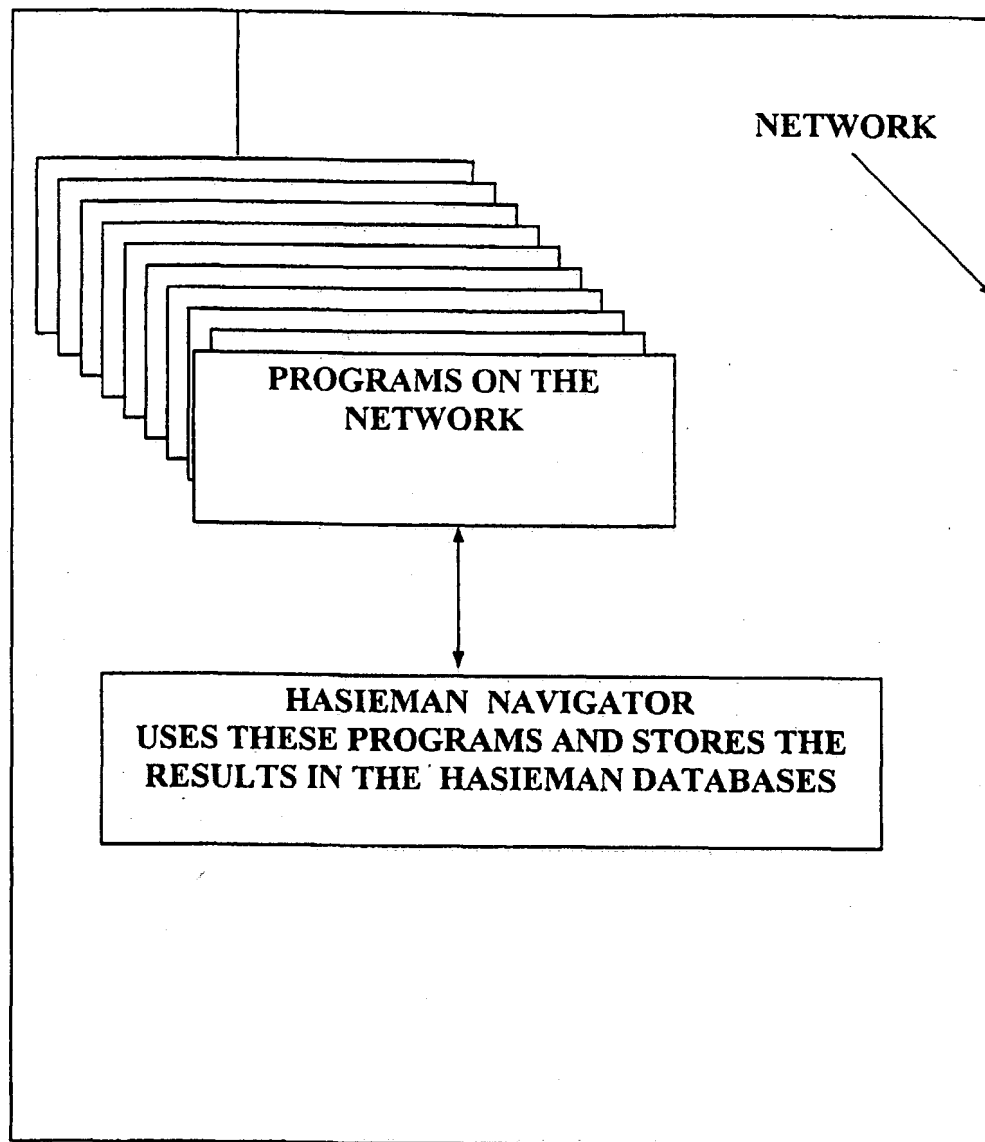 NETWORK
PROGRAMS ON THE
NETWORK
HASIEMAN NAVIGATOR
USES THESE PROGRAMS AND STORES THE
RESULTS IN THE HASIEMAN DATABASES